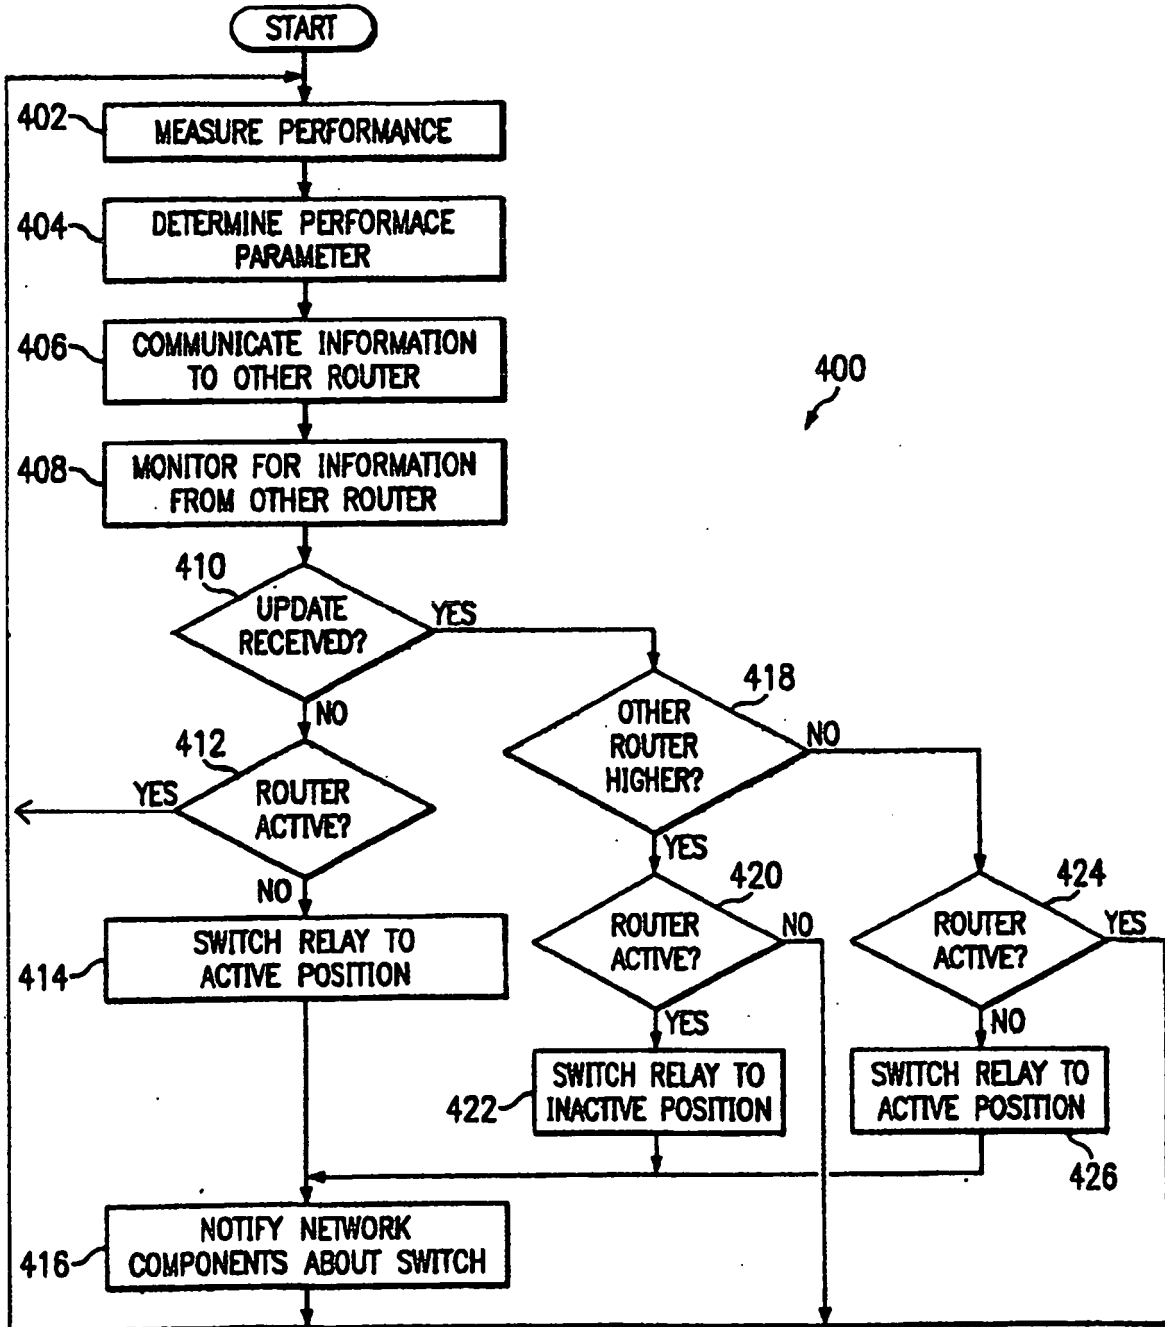 START
402
MEASURE PERFORMANCE
404
DETERMINE PERFORMACE
PARAMETER
406
COMMUNICATE INFORMATION
TO OTHER ROUTER
400
408
MONITOR FOR INFORMATION
FROM OTHER ROUTER
410
UPDATE
RECEIVED?
YES
NO
418
OTHER
ROUTER
HIGHER?
NO
YES
412
ROUTER
ACTIVE?
YES
NO
420
ROUTER
ACTIVE?
NO
YES
424
ROUTER
ACTIVE?
YES
NO
414
SWITCH RELAY TO
ACTIVE POSITION
422
SWITCH RELAY TO
INACTIVE POSITION
SWITCH RELAY TO
ACTIVE POSITION
426
416
NOTIFY NETWORK
COMPONENTS ABOUT SWITCH